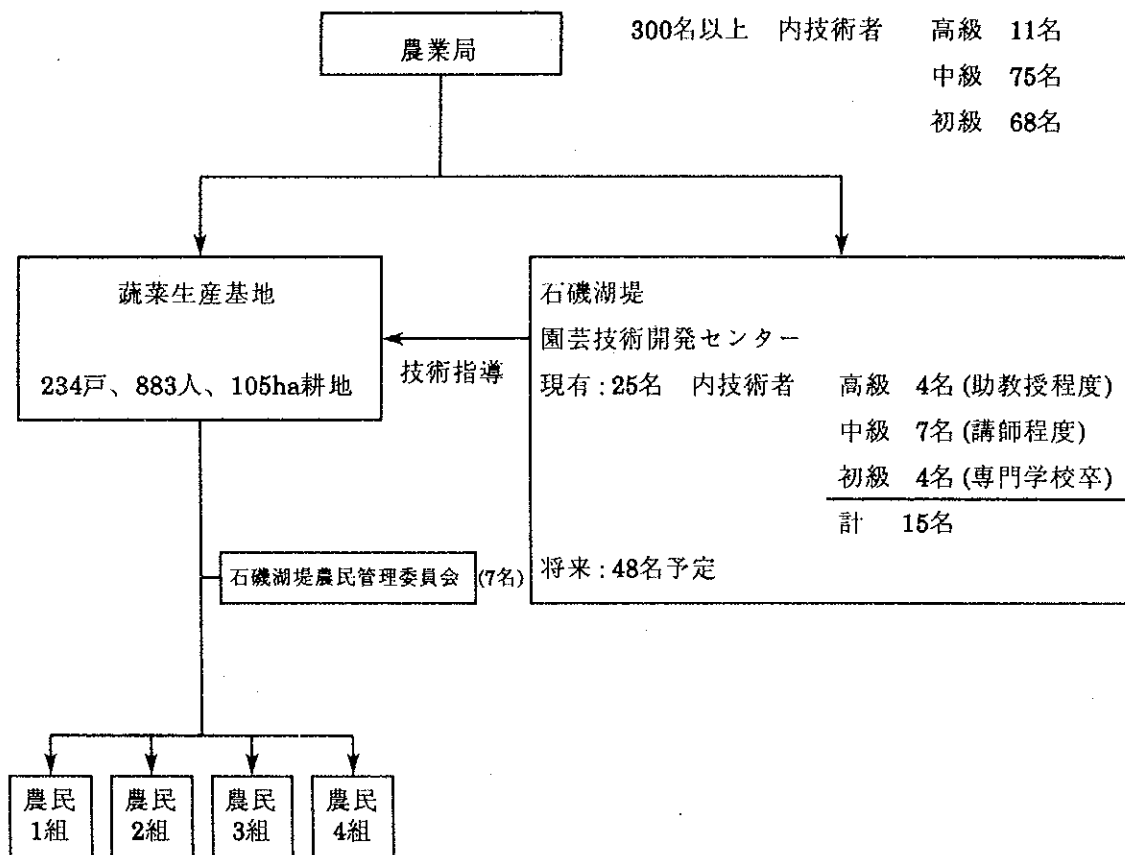 農業局
300名以上 内技術者 高級 11名
中級 75名
初級 68名
蔬菜生産基地
234戸、883人、105ha耕地
技術指導
石磯湖堤
園芸技術開発センター
現有:25名 内技術者 高級 4名(助教授程度)
中級 7名(講師程度)
初級 4名(専門学校卒)
計 15名
将来:48名予定
石磯湖堤農民管理委員会 (7名)
農民
1組
農民
2組
農民
3組
農民
4組